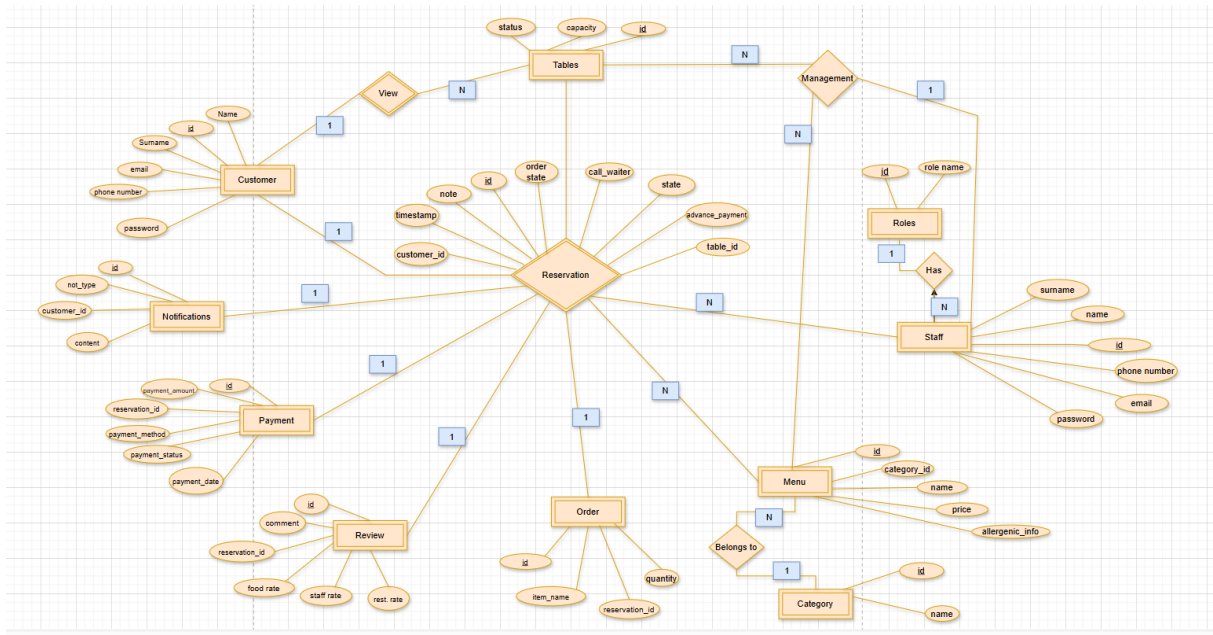 status
capacity
id
Tables
N
Management
View
N
1
N
1
Name
id
Surname
email
phone number
password
Customer
1
order
state
call_waiter
id
state
note
timestamp
advance_payment
customer_id
table_id
Reservation
id
role name
Roles
1
Has
N
id
not_type
customer_id
content
Notifications
1
N
surname
name
id
phone number
email
password
Staff
payment_amount
id
reservation_id
payment_method
payment_status
payment_date
Payment
1
N
1
1
id
comment
reservation_id
food rate
staff rate
rest. rate
Review
Order
id
item_name
reservation_id
quantity
Menu
id
category_id
name
price
allergenic_info
N
Belongs to
1
Category
id
name